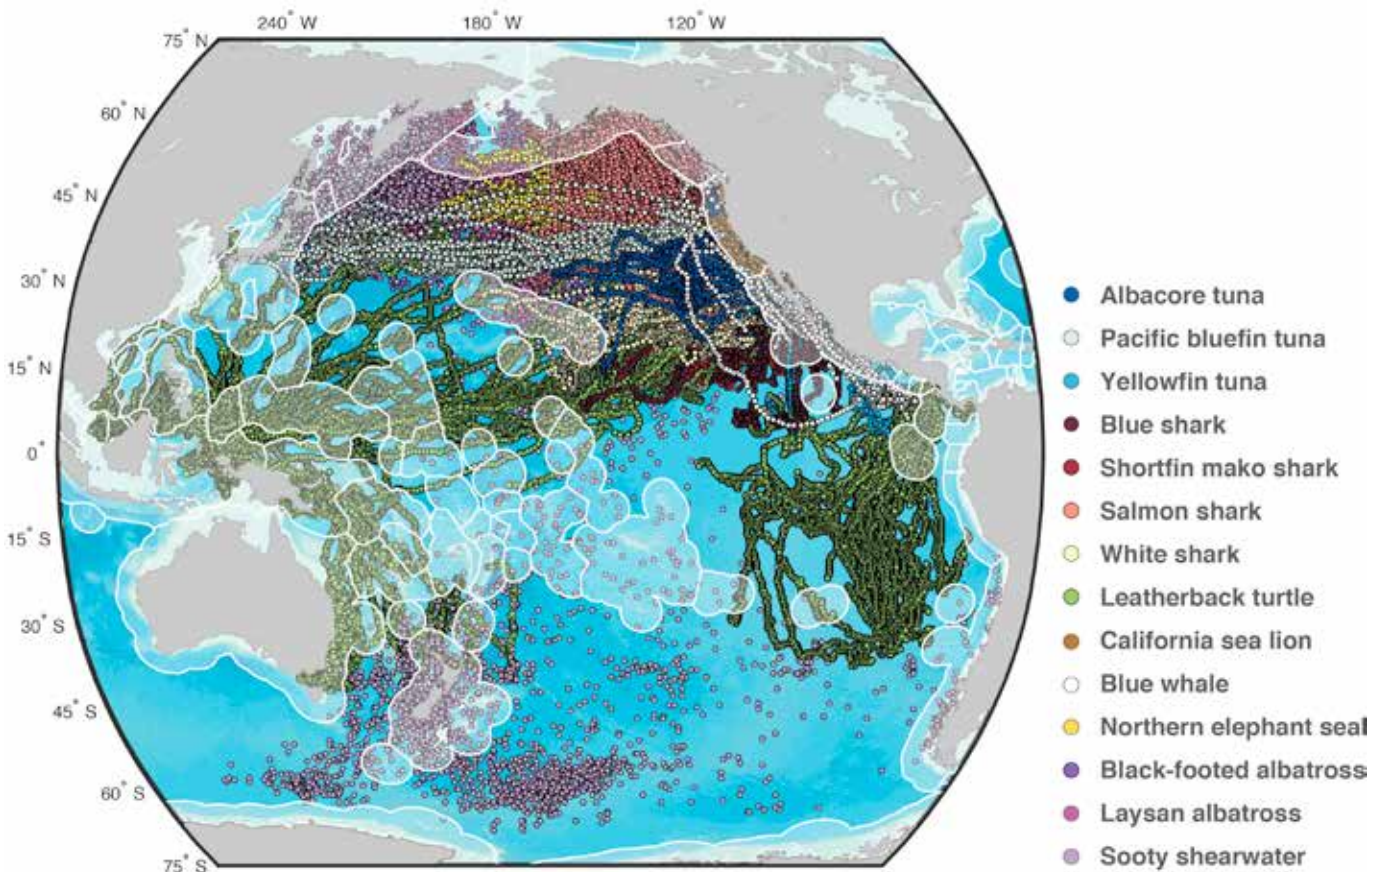 240° W 180° W 120° W
75° N
60° N
45° N
30° N
15° N
0°
15° S
30° S
45° S
60° S
75° S
Albacore tuna
Pacific bluefin tuna
Yellowfin tuna
Blue shark
Shortfin mako shark
Salmon shark
White shark
Leatherback turtle
California sea lion
Blue whale
Northern elephant seal
Black-footed albatross
Laysan albatross
Sooty shearwater